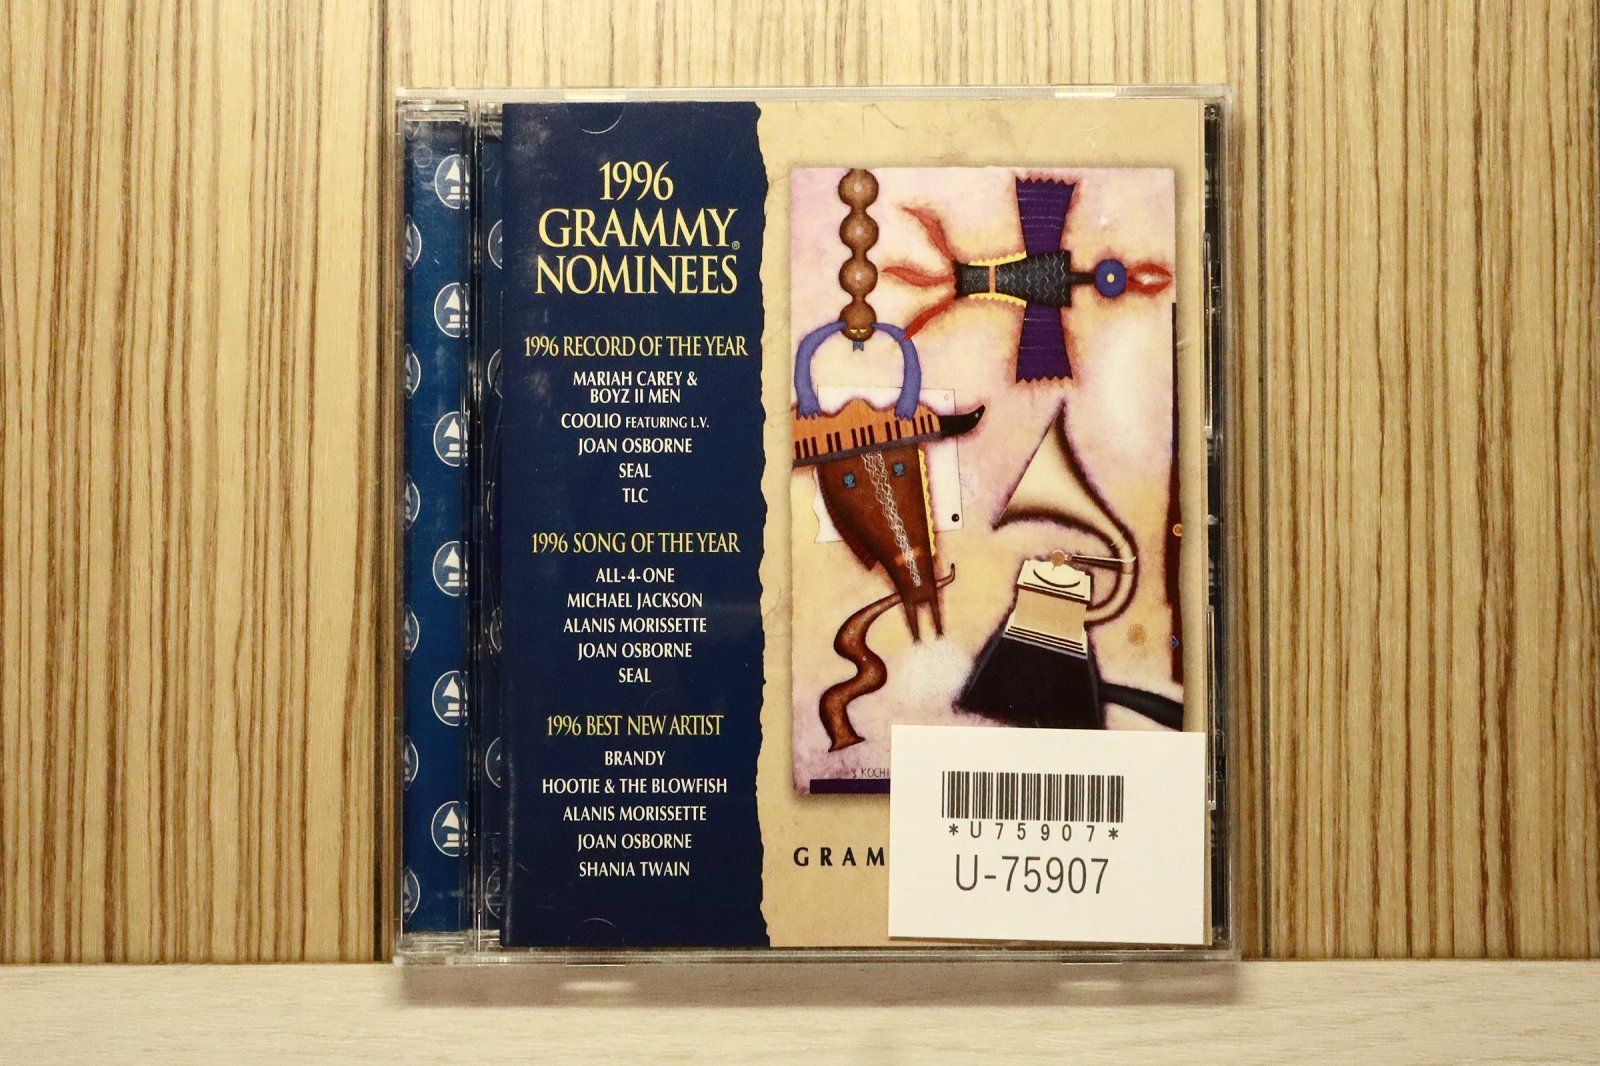 1996
GRAMMY®
NOMINEES
1996 RECORD OF THE YEAR
MARIAH CAREY &
BOYZ II MEN
COOLIO FEATURING L.V.
JOAN OSBORNE
SEAL
TLC
1996 SONG OF THE YEAR
ALL-4-ONE
MICHAEL JACKSON
ALANIS MORISSETTE
JOAN OSBORNE
SEAL
1996 BEST NEW ARTIST
BRANDY
HOOTIE & THE BLOWFISH
ALANIS MORISSETTE
JOAN OSBORNE
SHANIA TWAIN
KOCH
GRAM
*U75907*
U-75907